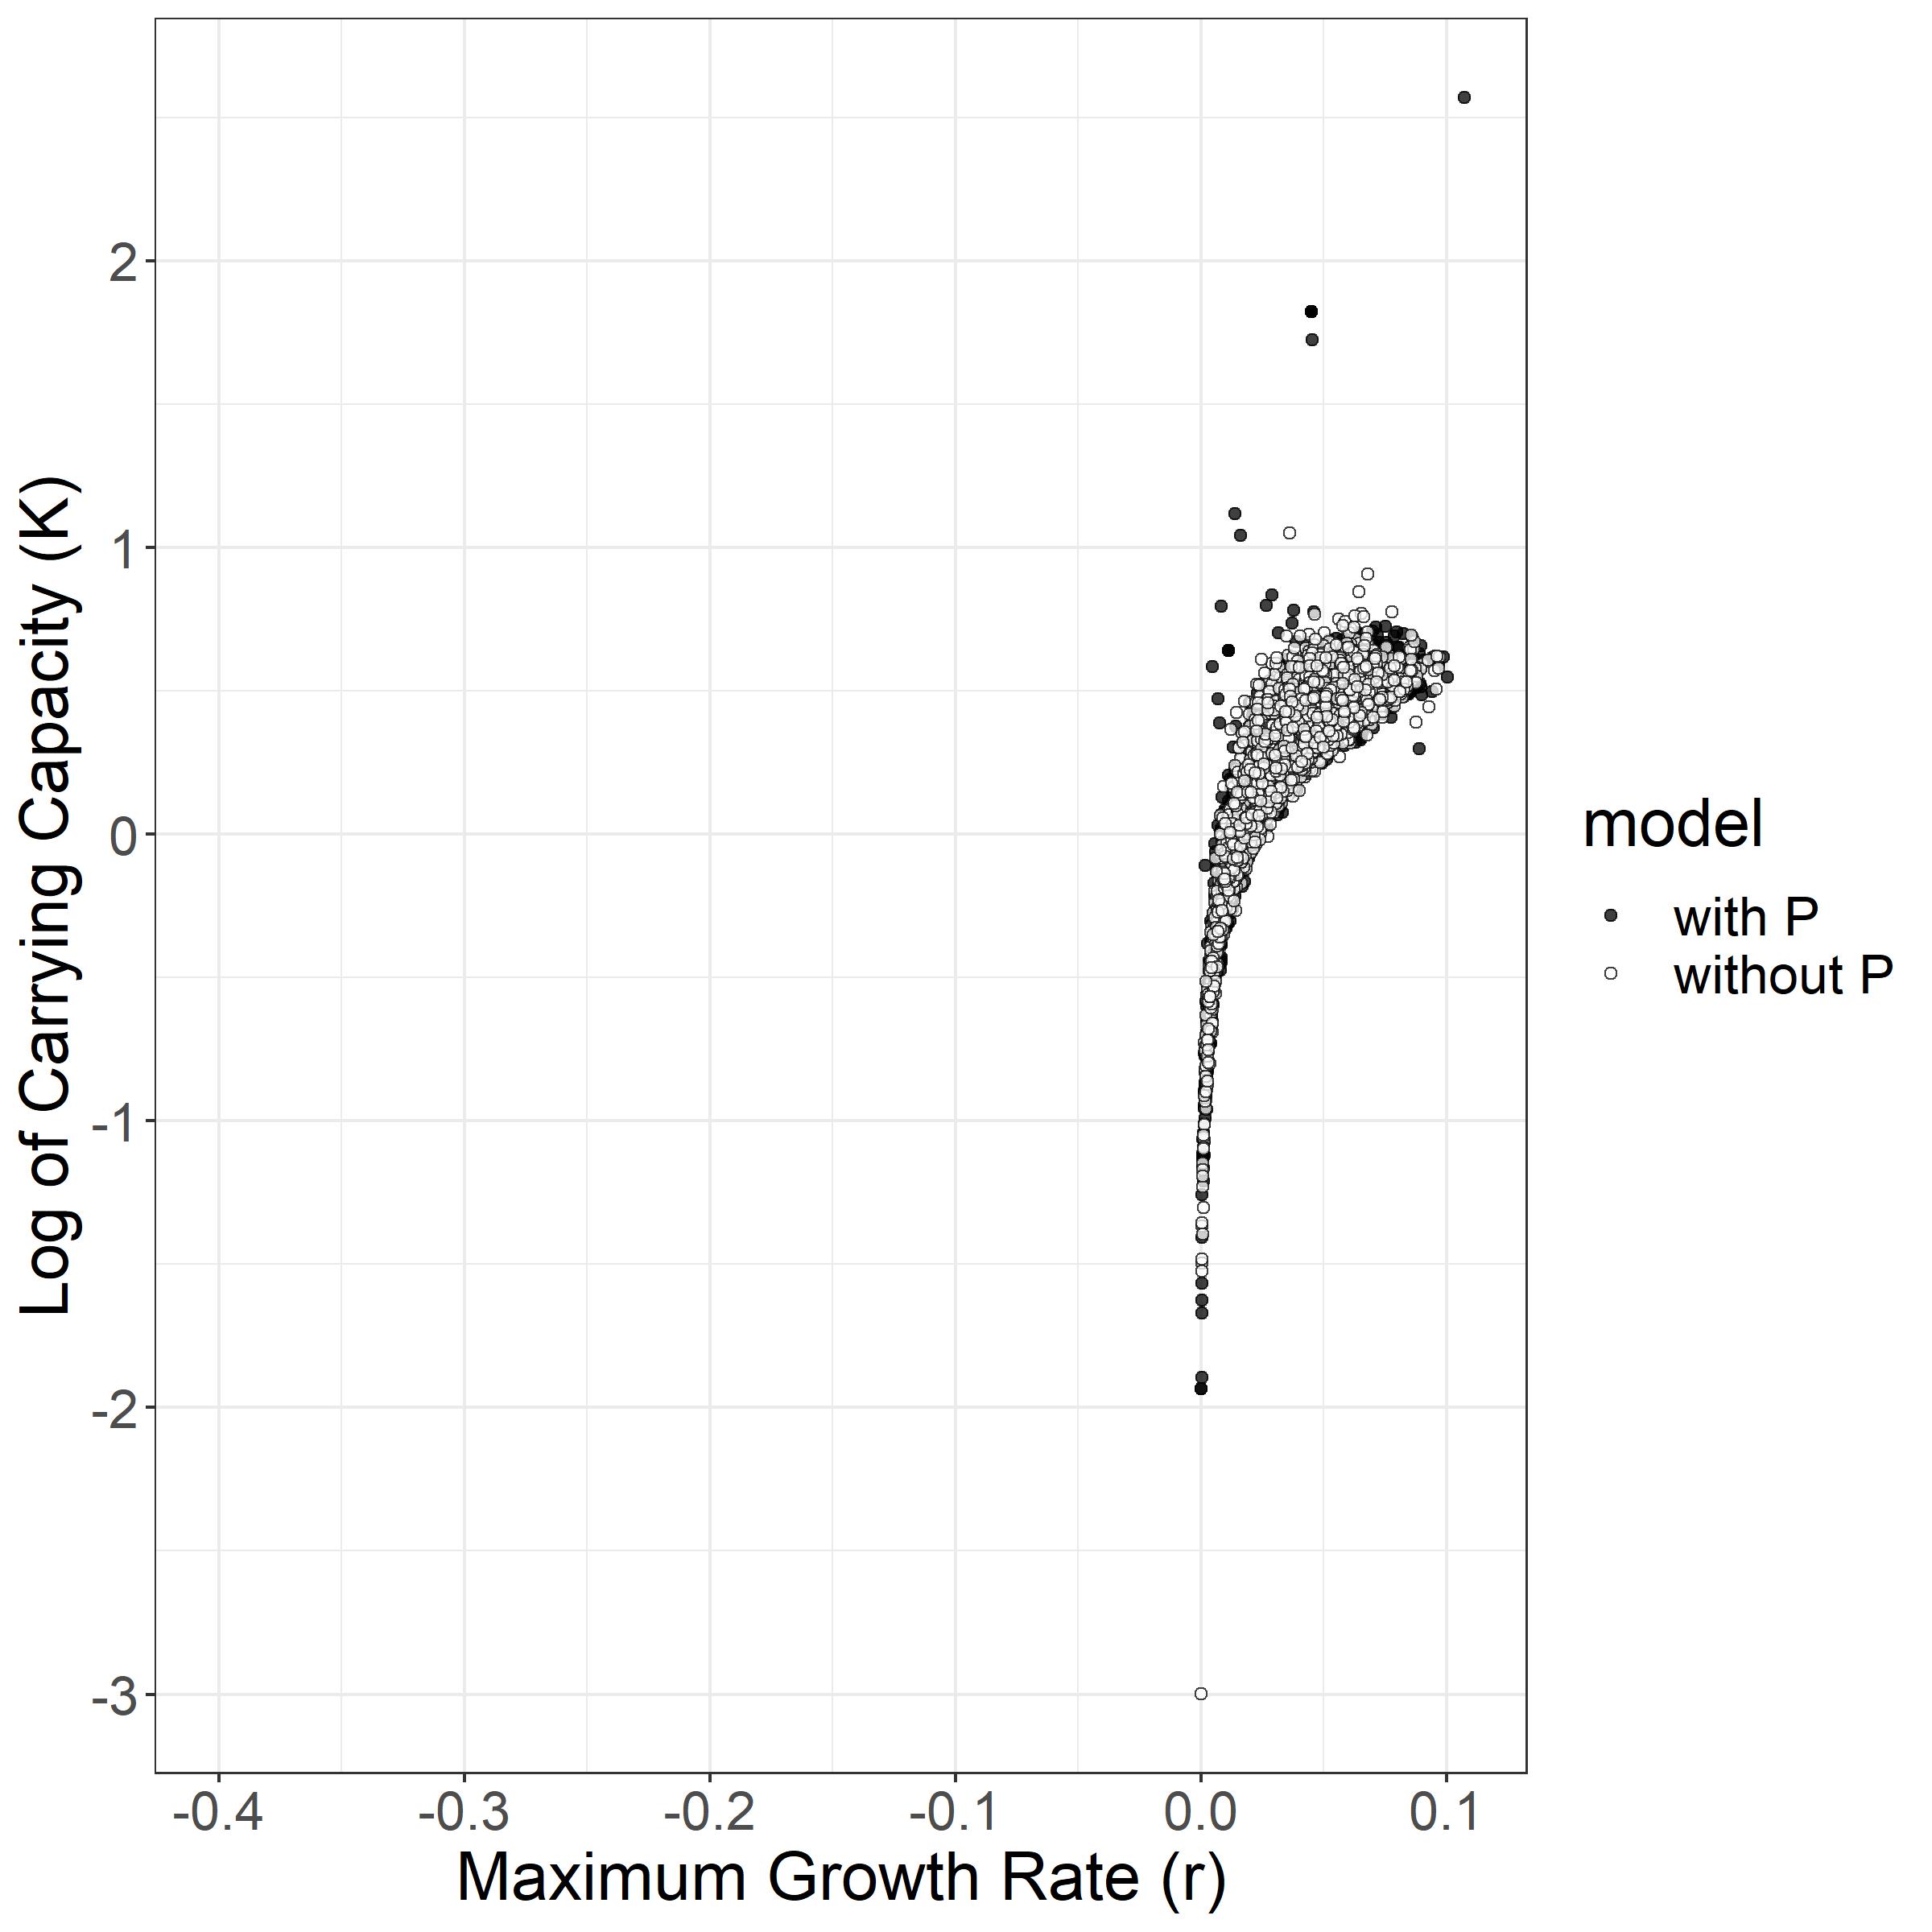 Log of Carrying Capacity (K)
2
1
0
-1
-2
-3
-0.4 -0.3 -0.2 -0.1 0.0 0.1
Maximum Growth Rate (r)
model
with P
without P